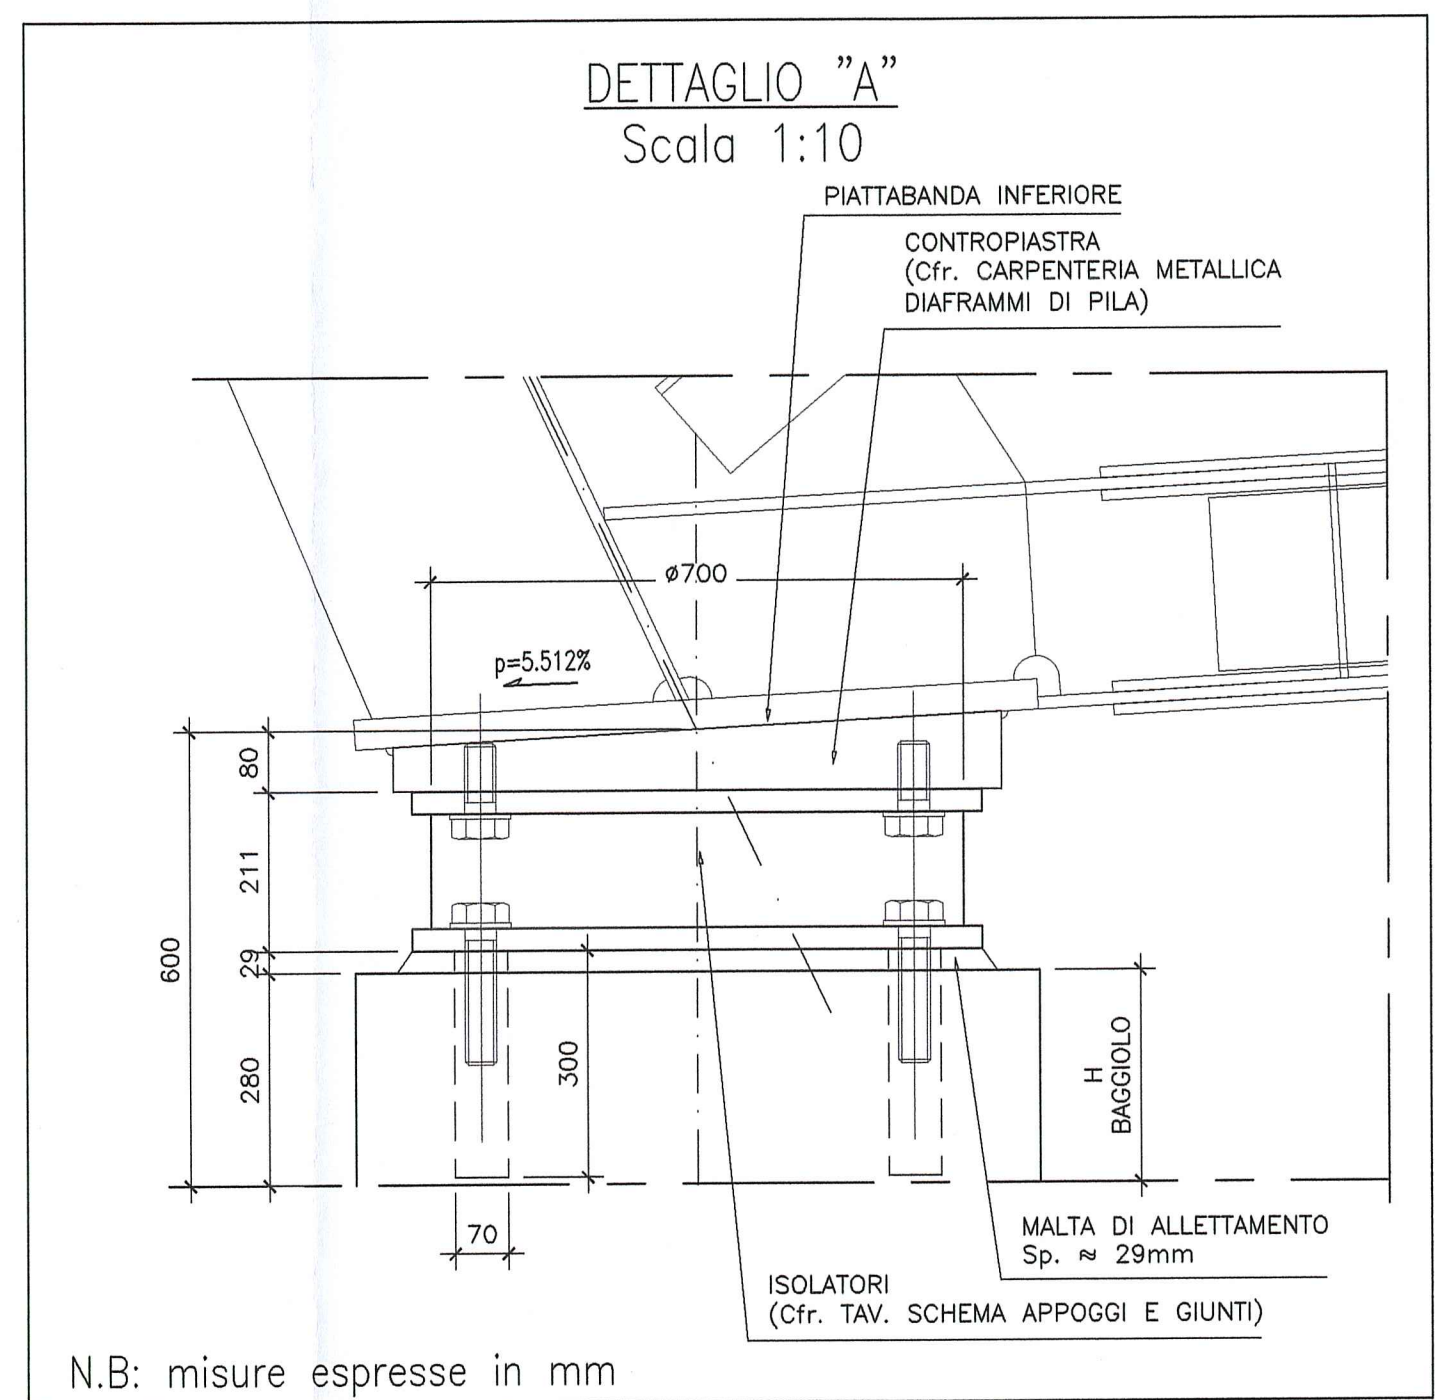 DETTAGLIO "A"
Scala 1:10
PIATTABANDA INFERIORE
CONTROPIASTRA
(Cfr. CARPENTERIA METALLICA
DIAFRAMMI DI PILA)
ø700
p=5.512%
80
211
29
280
600
300
70
H
BAGGIOLO
MALTA DI ALLETTAMENTO
Sp. ≈ 29mm
ISOLATORI
(Cfr. TAV. SCHEMA APPOGGI E GIUNTI)
N.B: misure espresse in mm